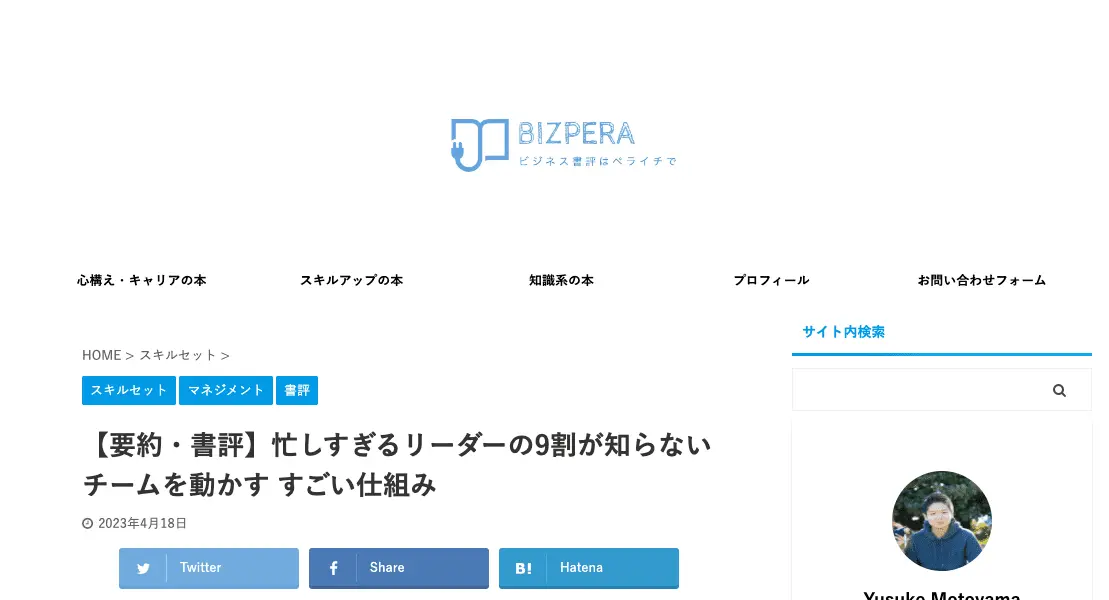 BIZPERA
ビジネス書評はペライチで
心構え・キャリアの本
スキルアップの本
知識系の本
プロフィール
お問い合わせフォーム
サイト内検索
HOME > スキルセット >
スキルセット
マネジメント
書評
【要約・書評】忙しすぎるリーダーの9割が知らない
チームを動かす すごい仕組み
2023年4月18日
Twitter
Share
B! Hatena
Yusuke Motoyama